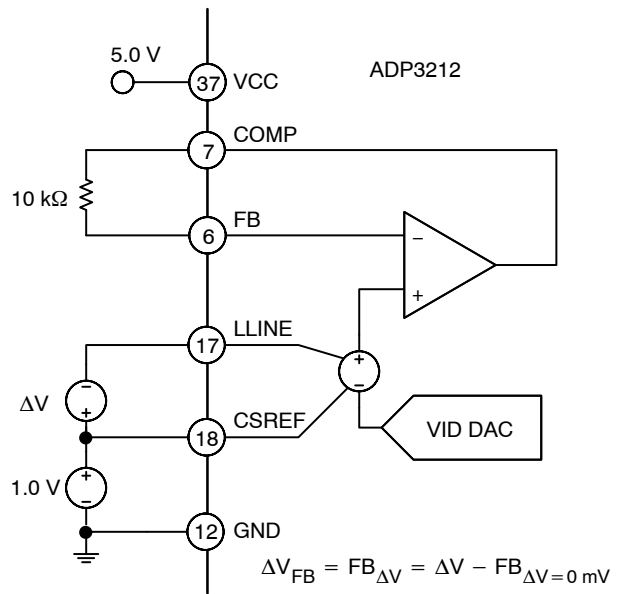 5.0 V
37 VCC
ADP3212
7 COMP
10 kΩ
6 FB
−
+
17 LLINE
+
−
−
ΔV
+
18 CSREF
VID DAC
+
1.0 V
−
12 GND
ΔV_FB = FB_ΔV = ΔV − FB_ΔV=0 mV